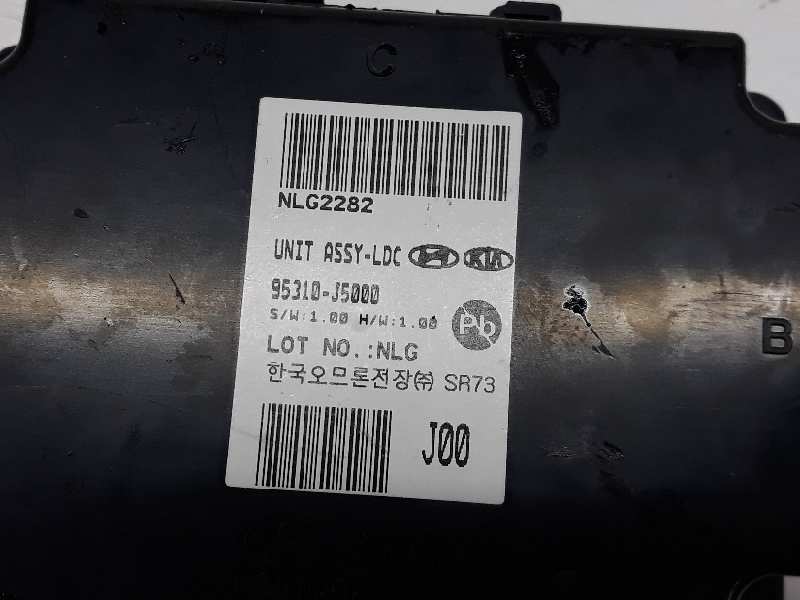 C
NLG2282
UNIT ASSY-LDC KIA
95310-J5000
S/W:1.00 H/W:1.00 Pb
LOT NO.:NLG
한국오므론전장㈜ SR73
J00
B